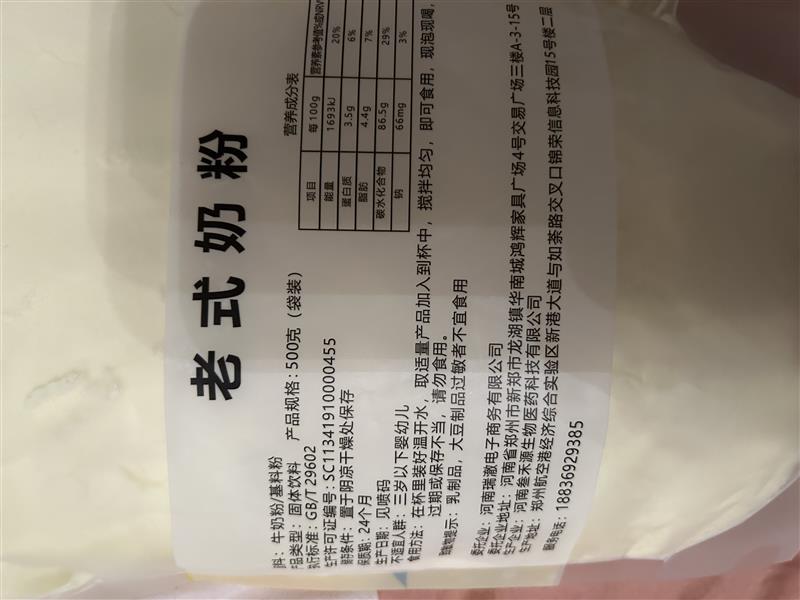 老式奶粉
料：牛奶粉/基料粉
产品类型：固体饮料 产品规格：500克（袋装）
执行标准：GB/T 29602
生产许可证编号：SC11341910000455
储存条件：置于阴凉干燥处保存
保质期：24个月
生产日期：见喷码
不适宜人群：三岁以下婴幼儿
食用方法：在杯里装好温开水，取适量产品加入到杯中，搅拌均匀，即可食用，现泡现喝，
过期或保存不当，请勿食用。
致敏物提示：乳制品，大豆制品过敏者不宜食用
委托企业：河南瑞澈电子商务有限公司
委托企业地址：河南省郑州市新郑市龙湖镇华南城鸿辉家具广场4号交易广场三楼A-3-15号
生产企业：河南叁禾源生物医药科技有限公司
生产地址：郑州航空港经济综合实验区新港大道与如荼路交叉口锦荣信息科技园15号楼二层
服务电话：18836929385
营养成分表
项目 每100g 营养素参考值%或NRV
能量 1693kJ 20%
蛋白质 3.5g 6%
脂肪 4.4g 7%
碳水化合物 86.5g 29%
钠 66mg 3%